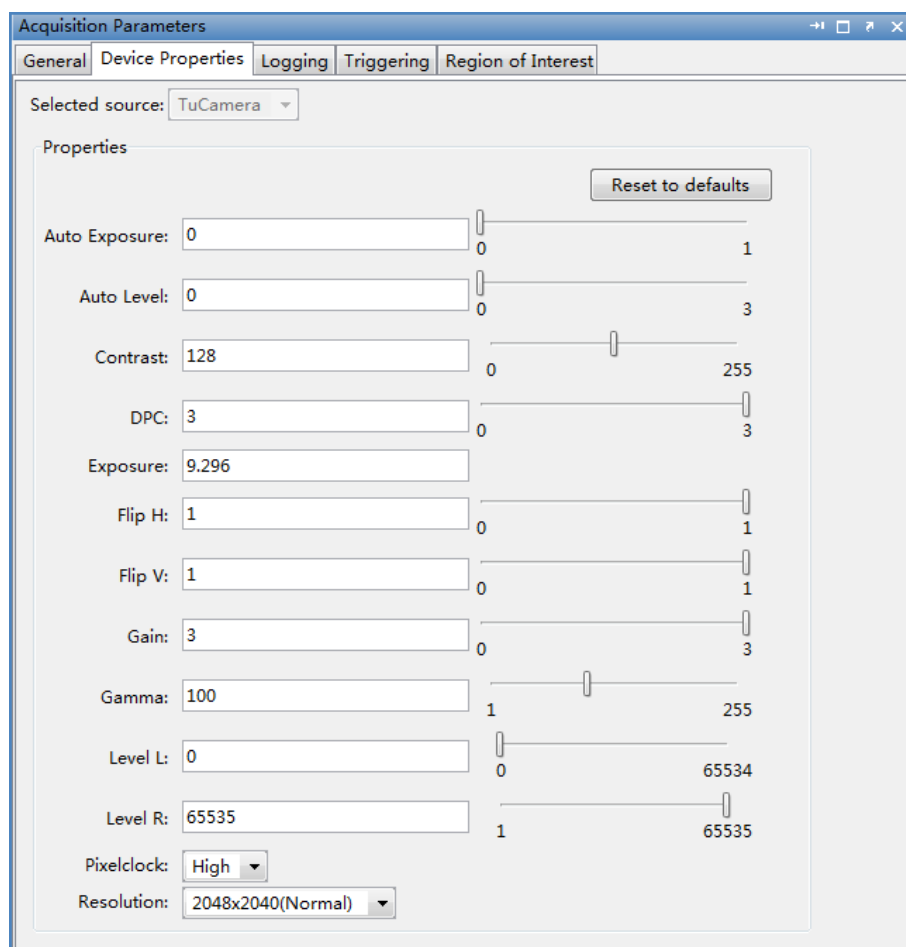 Acquisition Parameters
General Device Properties Logging Triggering Region of Interest
Selected source: TuCamera
Properties
Reset to defaults
Auto Exposure: 0
0 1
Auto Level: 0
0 3
Contrast: 128
0 255
DPC: 3
0 3
Exposure: 9.296
Flip H: 1
0 1
Flip V: 1
0 1
Gain: 3
0 3
Gamma: 100
1 255
Level L: 0
0 65534
Level R: 65535
1 65535
Pixelclock: High
Resolution: 2048x2040(Normal)